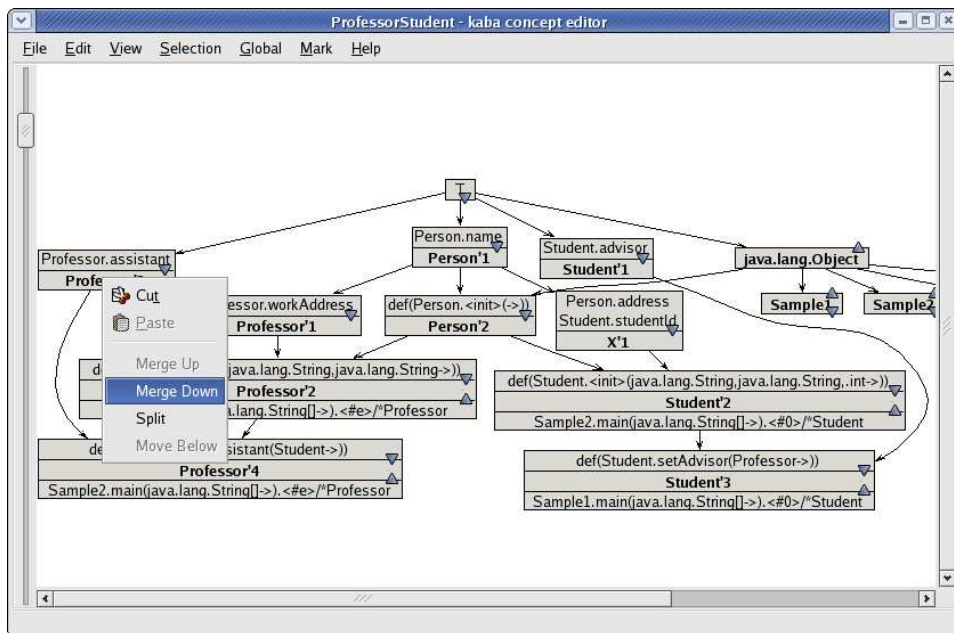 ProfessorStudent - kaba concept editor
File Edit View Selection Global Mark Help
T
Person.name
Person'1
Student.advisor
Student'1
Professor.assistant
java.lang.Object
Cut
Paste
Merge Up
Merge Down
Split
Move Below
essor.workAddress
Professor'1
def(Person.<init>(->))
Person'2
Person.address
Student.studentId
X'1
Sample1
Sample2
java.lang.String,java.lang.String->))
Professor'2
a.lang.String[]->).<#e>/*Professor
def(Student.<init>(java.lang.String,java.lang.String,.int->))
Student'2
Sample2.main(java.lang.String[]->).<#0>/*Student
de
sistant(Student->))
Professor'4
Sample2.main(java.lang.String[]->).<#e>/*Professor
def(Student.setAdvisor(Professor->))
Student'3
Sample1.main(java.lang.String[]->).<#0>/*Student